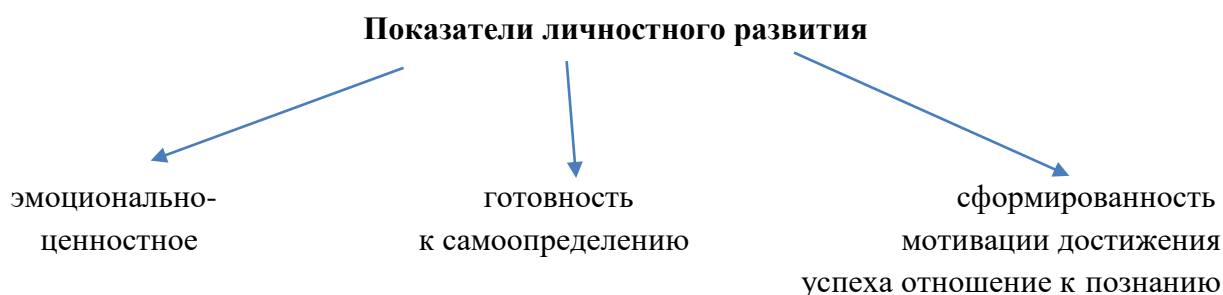 Показатели личностного развития
эмоционально-
ценностное
готовность
к самоопределению
сформированность
мотивации достижения
успеха отношение к познанию